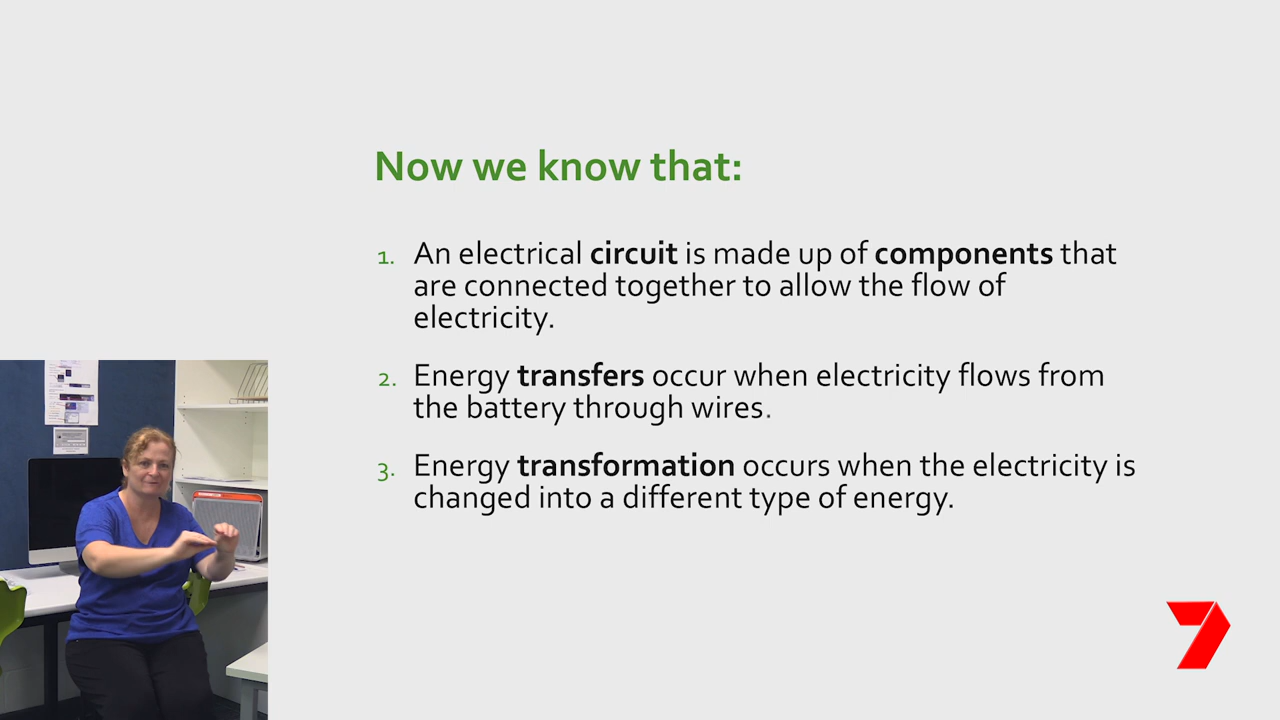 Now we know that:
1. An electrical circuit is made up of components that
are connected together to allow the flow of
electricity.
2. Energy transfers occur when electricity flows from
the battery through wires.
3. Energy transformation occurs when the electricity is
changed into a different type of energy.
7